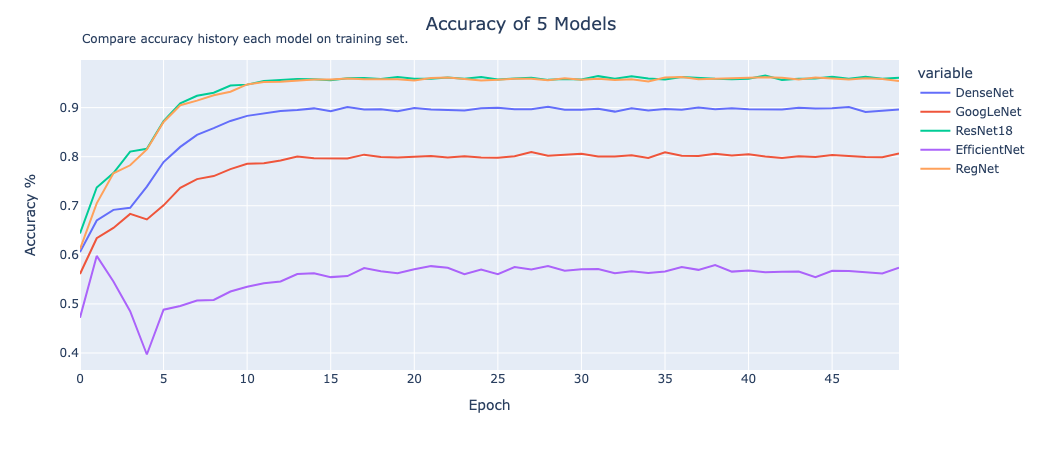 Accuracy of 5 Models
Compare accuracy history each model on training set.
variable
DenseNet
GoogLeNet
ResNet18
EfficientNet
RegNet
Accuracy %
0.9
0.8
0.7
0.6
0.5
0.4
0 5 10 15 20 25 30 35 40 45
Epoch